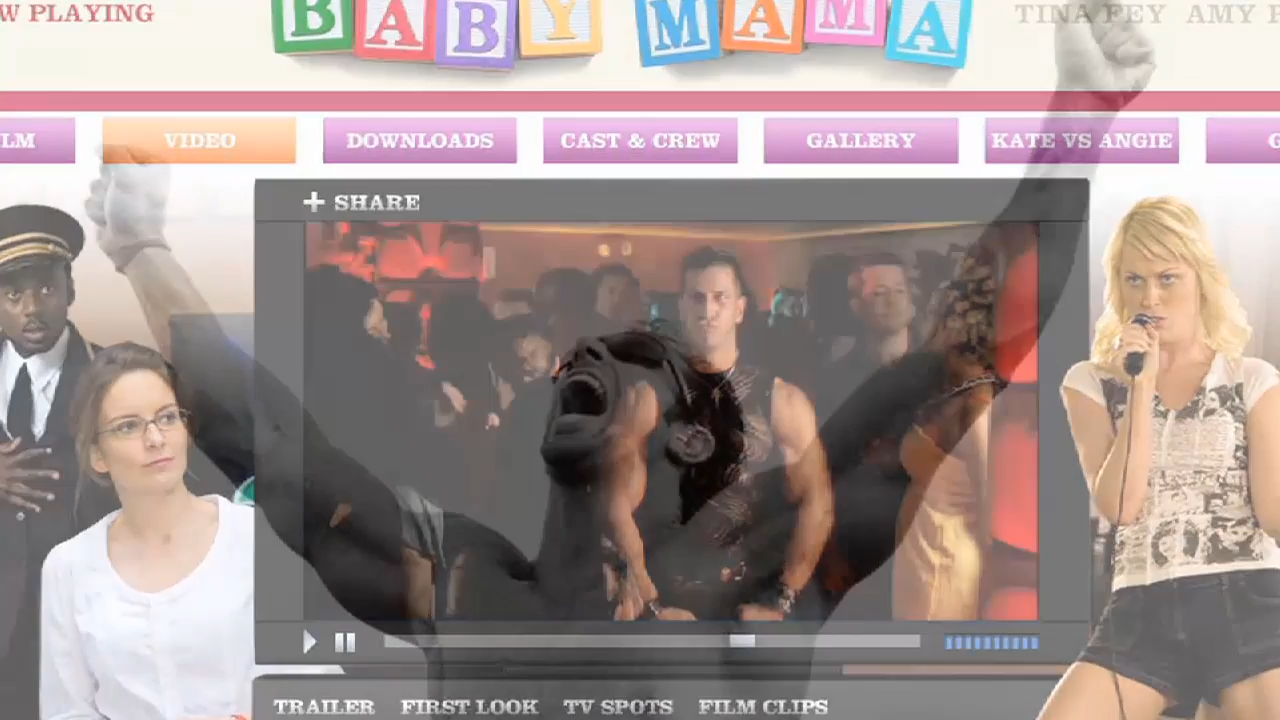 W PLAYING
BABY MAMA
TINA FEY AMY
LM
VIDEO
DOWNLOADS
CAST & CREW
GALLERY
KATE VS ANGIE
G
SHARE
TRAILER
FIRST LOOK
TV SPOTS
FILM CLIPS